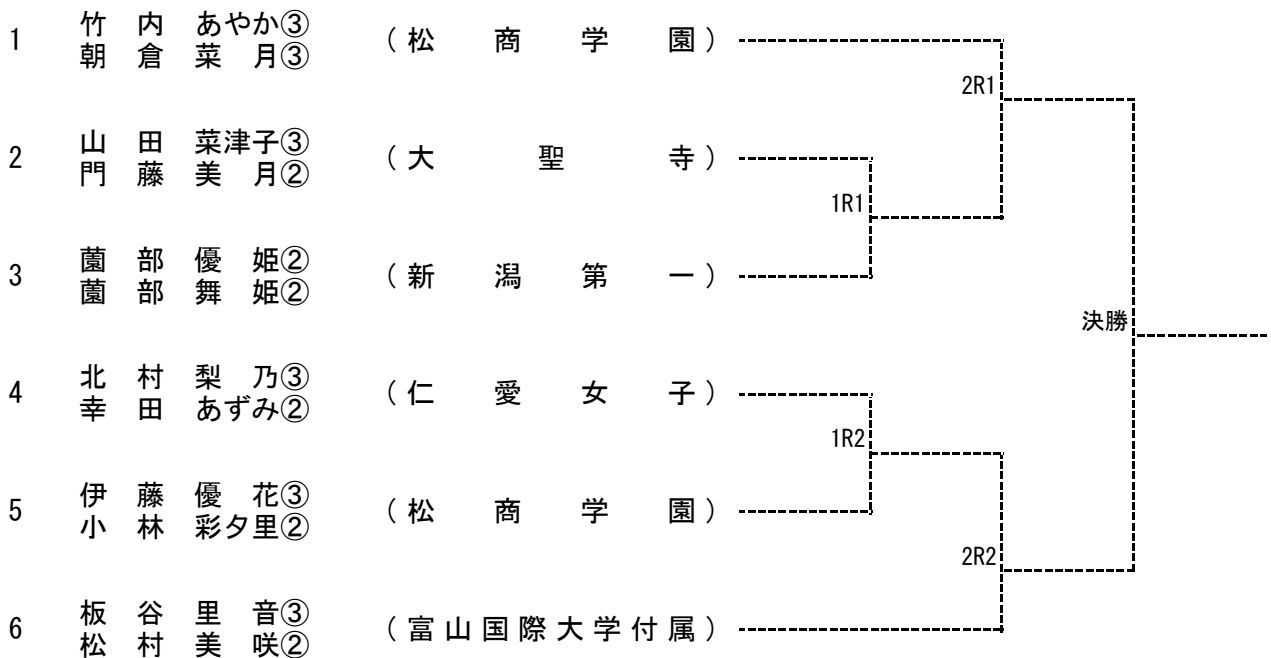 1 竹内 あやか③ (松商学園)
朝倉菜月③
2R1
2 山田 菜津子③ (大聖寺)
門藤美月②
1R1
3 薗部優姫② (新潟第一)
薗部舞姫②
決勝
4 北村梨乃③ (仁愛女子)
幸田 あずみ②
1R2
5 伊藤優花③ (松商学園)
小林 彩夕里②
2R2
6 板谷里音③ (富山国際大学付属)
松村美咲②